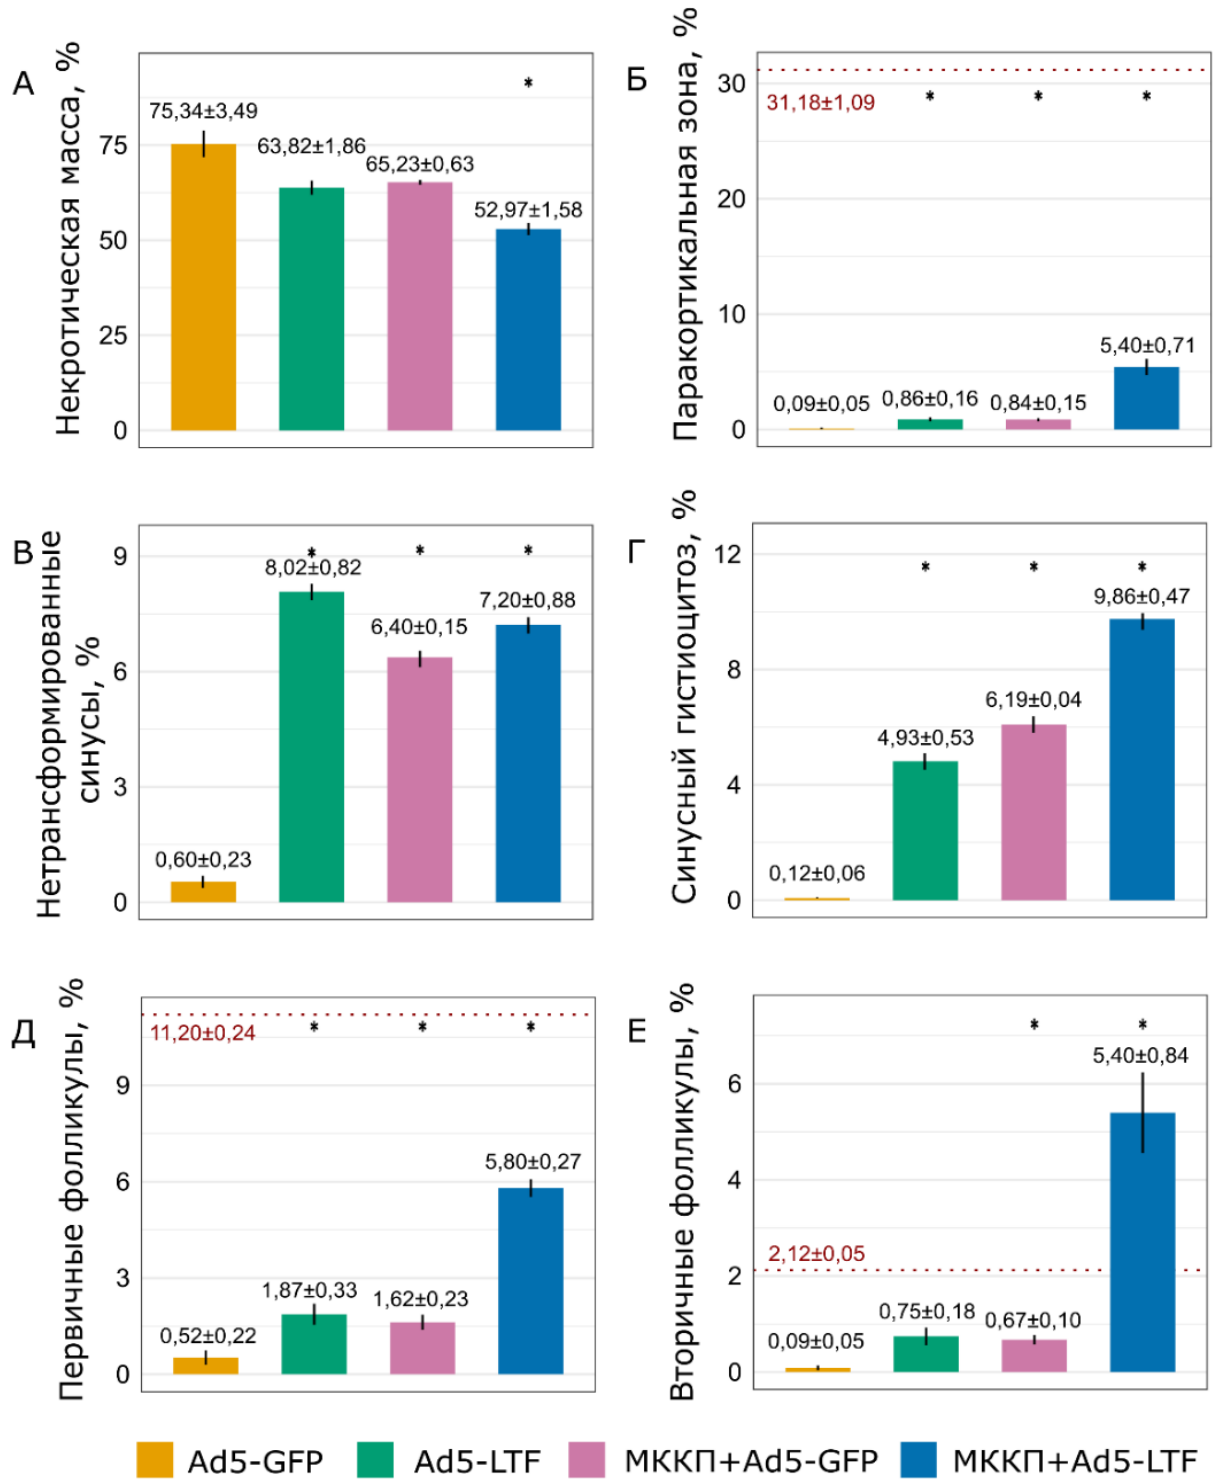 А
Некротическая масса, %
75
50
25
0
75,34±3,49
63,82±1,86
65,23±0,63
*
52,97±1,58
Б
Паракортикальная зона, %
30
20
10
0
31,18±1,09
* * *
0,09±0,05
0,86±0,16
0,84±0,15
5,40±0,71
В
Нетрансформированные
синусы, %
9
6
3
0
* * *
0,60±0,23
8,02±0,82
6,40±0,15
7,20±0,88
Г
Синусный гистиоцитоз, %
12
8
4
0
* * *
0,12±0,06
4,93±0,53
6,19±0,04
9,86±0,47
Д
Первичные фолликулы, %
9
6
3
0
11,20±0,24
* * *
0,52±0,22
1,87±0,33
1,62±0,23
5,80±0,27
Е
Вторичные фолликулы, %
6
4
2
0
2,12±0,05
* *
0,09±0,05
0,75±0,18
0,67±0,10
5,40±0,84
Ad5-GFP Ad5-LTF МККП+Ad5-GFP МККП+Ad5-LTF